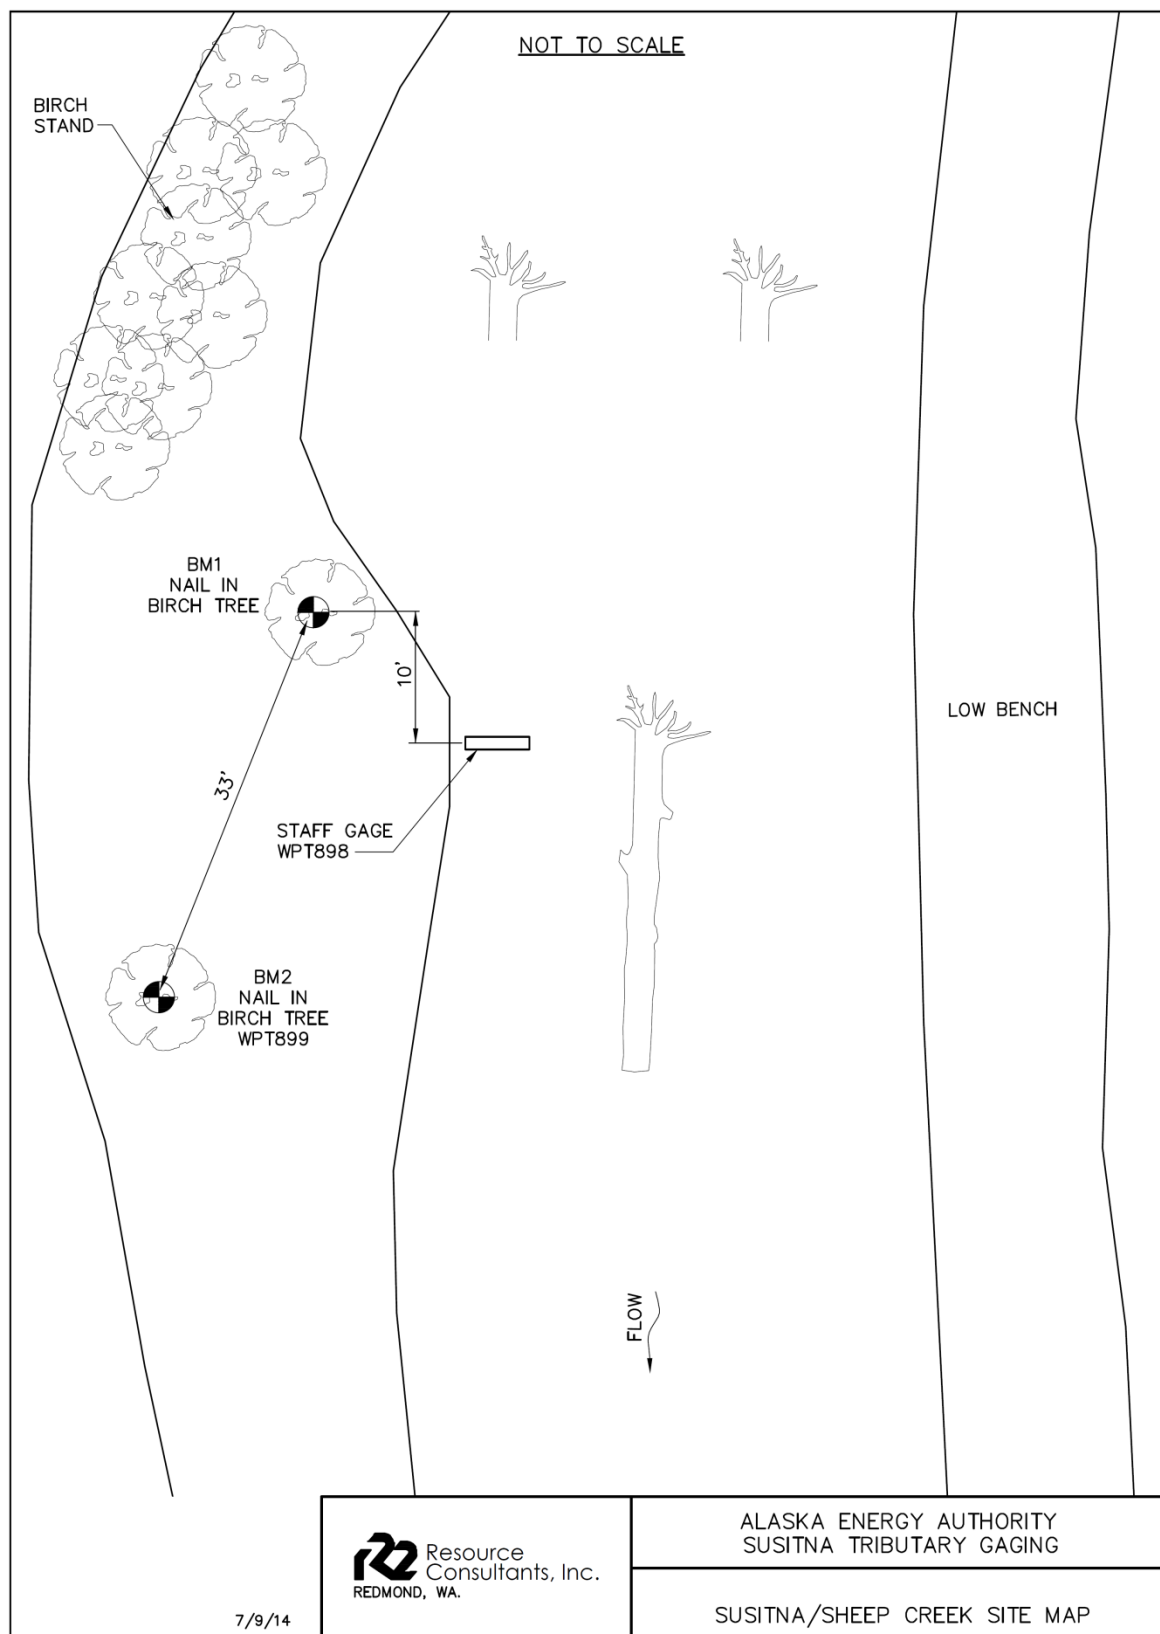 NOT TO SCALE
BIRCH
STAND
BM1
NAIL IN
BIRCH TREE
10'
LOW BENCH
33'
STAFF GAGE
WPT898
BM2
NAIL IN
BIRCH TREE
WPT899
FLOW
r22 Resource
Consultants, Inc.
REDMOND, WA.
ALASKA ENERGY AUTHORITY
SUSITNA TRIBUTARY GAGING
7/9/14
SUSITNA/SHEEP CREEK SITE MAP